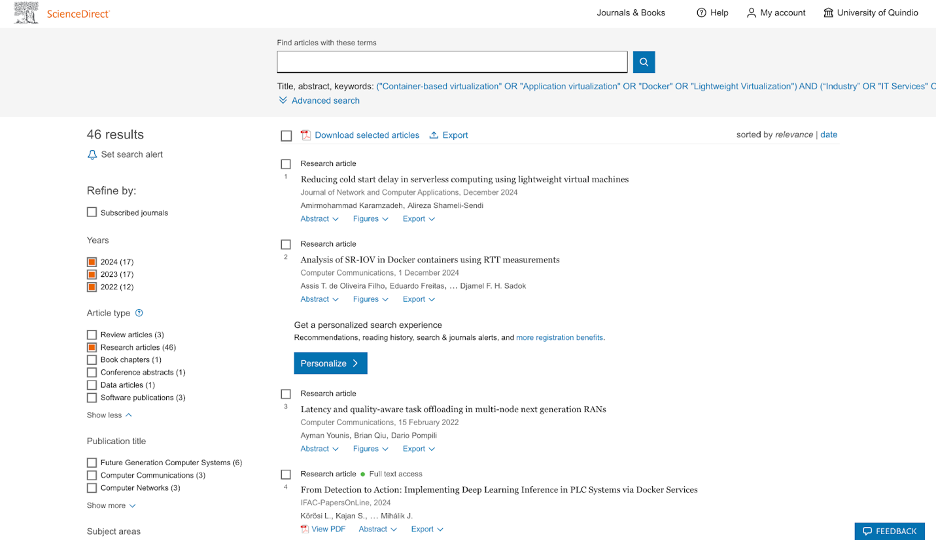 ScienceDirect®
Journals & Books
Help
My account
University of Quindio
Find articles with these terms
Title, abstract, keywords: ("Container-based virtualization" OR "Application virtualization" OR "Docker" OR "Lightweight Virtualization") AND ("Industry" OR "IT Services" O
Advanced search
46 results
Set search alert
Refine by:
Subscribed journals
Years
2024 (17)
2023 (17)
2022 (12)
Article type
Review articles (3)
Research articles (46)
Book chapters (1)
Conference abstracts (1)
Data articles (1)
Software publications (3)
Show less
Publication title
Future Generation Computer Systems (6)
Computer Communications (3)
Computer Networks (3)
Show more
Subject areas
Download selected articles
Export
sorted by relevance | date
Research article
1
Reducing cold start delay in serverless computing using lightweight virtual machines
Journal of Network and Computer Applications, December 2024
Amirmohammad Karamzadeh, Alireza Shameli-Sendi
Abstract Figures Export
Research article
2
Analysis of SR-IOV in Docker containers using RTT measurements
Computer Communications, 1 December 2024
Assis T. de Oliveira Filho, Eduardo Freitas, ... Djamel F. H. Sadok
Abstract Figures Export
Get a personalized search experience
Recommendations, reading history, search & journals alerts, and more registration benefits.
Personalize
Research article
3
Latency and quality-aware task offloading in multi-node next generation RANs
Computer Communications, 15 February 2022
Ayman Younis, Brian Qiu, Dario Pompili
Abstract Figures Export
Research article Full text access
4
From Detection to Action: Implementing Deep Learning Inference in PLC Systems via Docker Services
IFAC-PapersOnLine, 2024
Körösi L., Kajan S., ... Mihálik J.
View PDF Abstract Export
FEEDBACK